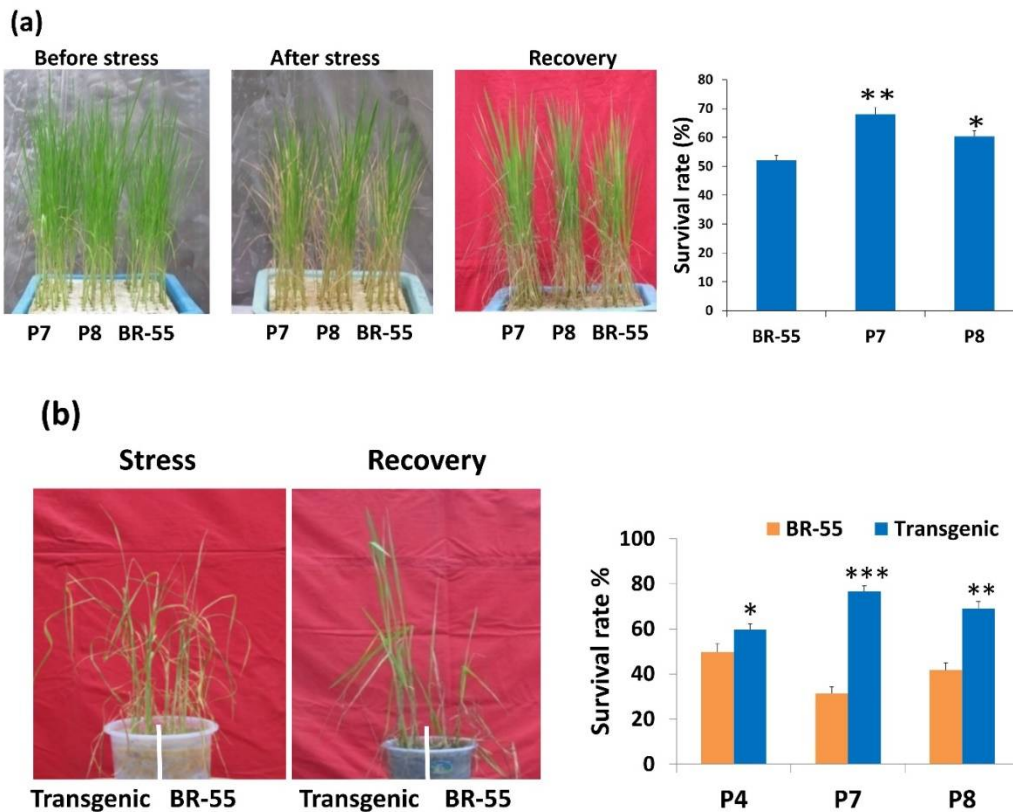 (a)
Before stress After stress Recovery
P7 P8 BR-55 P7 P8 BR-55 P7 P8 BR-55
Survival rate (%)
80
70
60
50
40
30
20
10
0
** *
BR-55 P7 P8
(b)
Stress Recovery
Transgenic BR-55 Transgenic BR-55
BR-55 Transgenic
Survival rate %
100
80
60
40
20
0
* *** **
P4 P7 P8